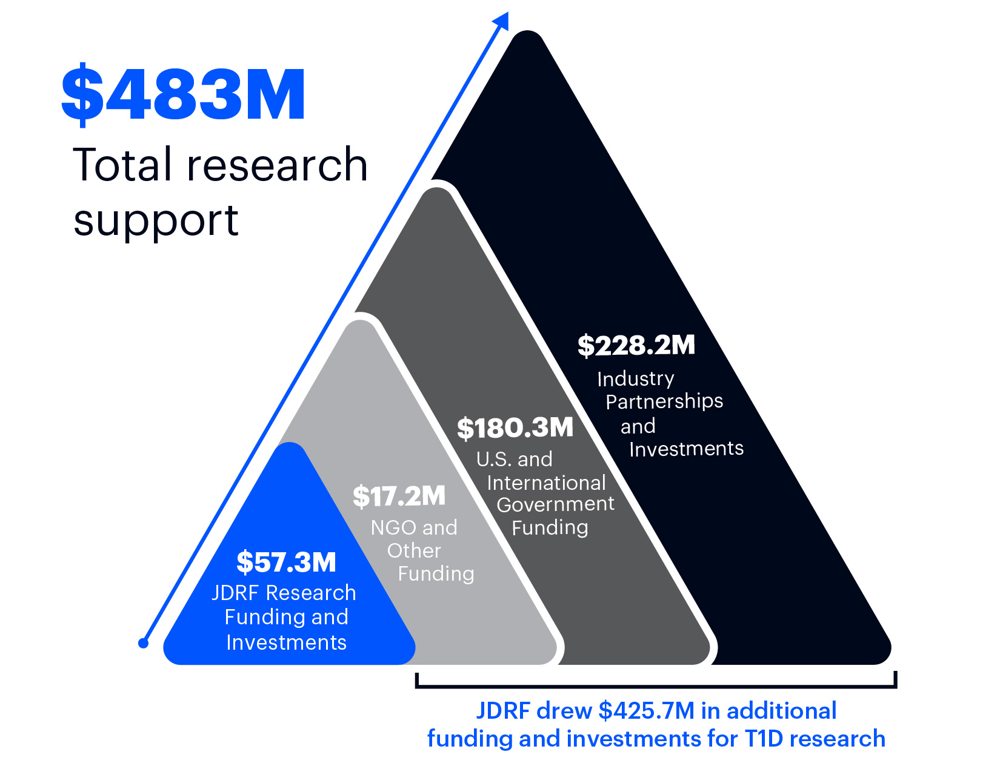 $483M
Total research
support
$228.2M
Industry
Partnerships
and
Investments
$180.3M
U.S. and
International
Government
Funding
$17.2M
NGO and
Other
Funding
$57.3M
JDRF Research
Funding and
Investments
JDRF drew $425.7M in additional
funding and investments for T1D research